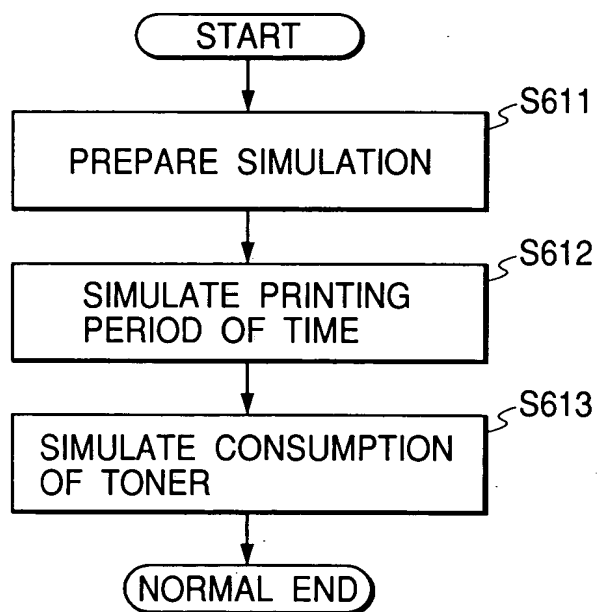 START
S611
PREPARE SIMULATION
S612
SIMULATE PRINTING
PERIOD OF TIME
S613
SIMULATE CONSUMPTION
OF TONER
NORMAL END